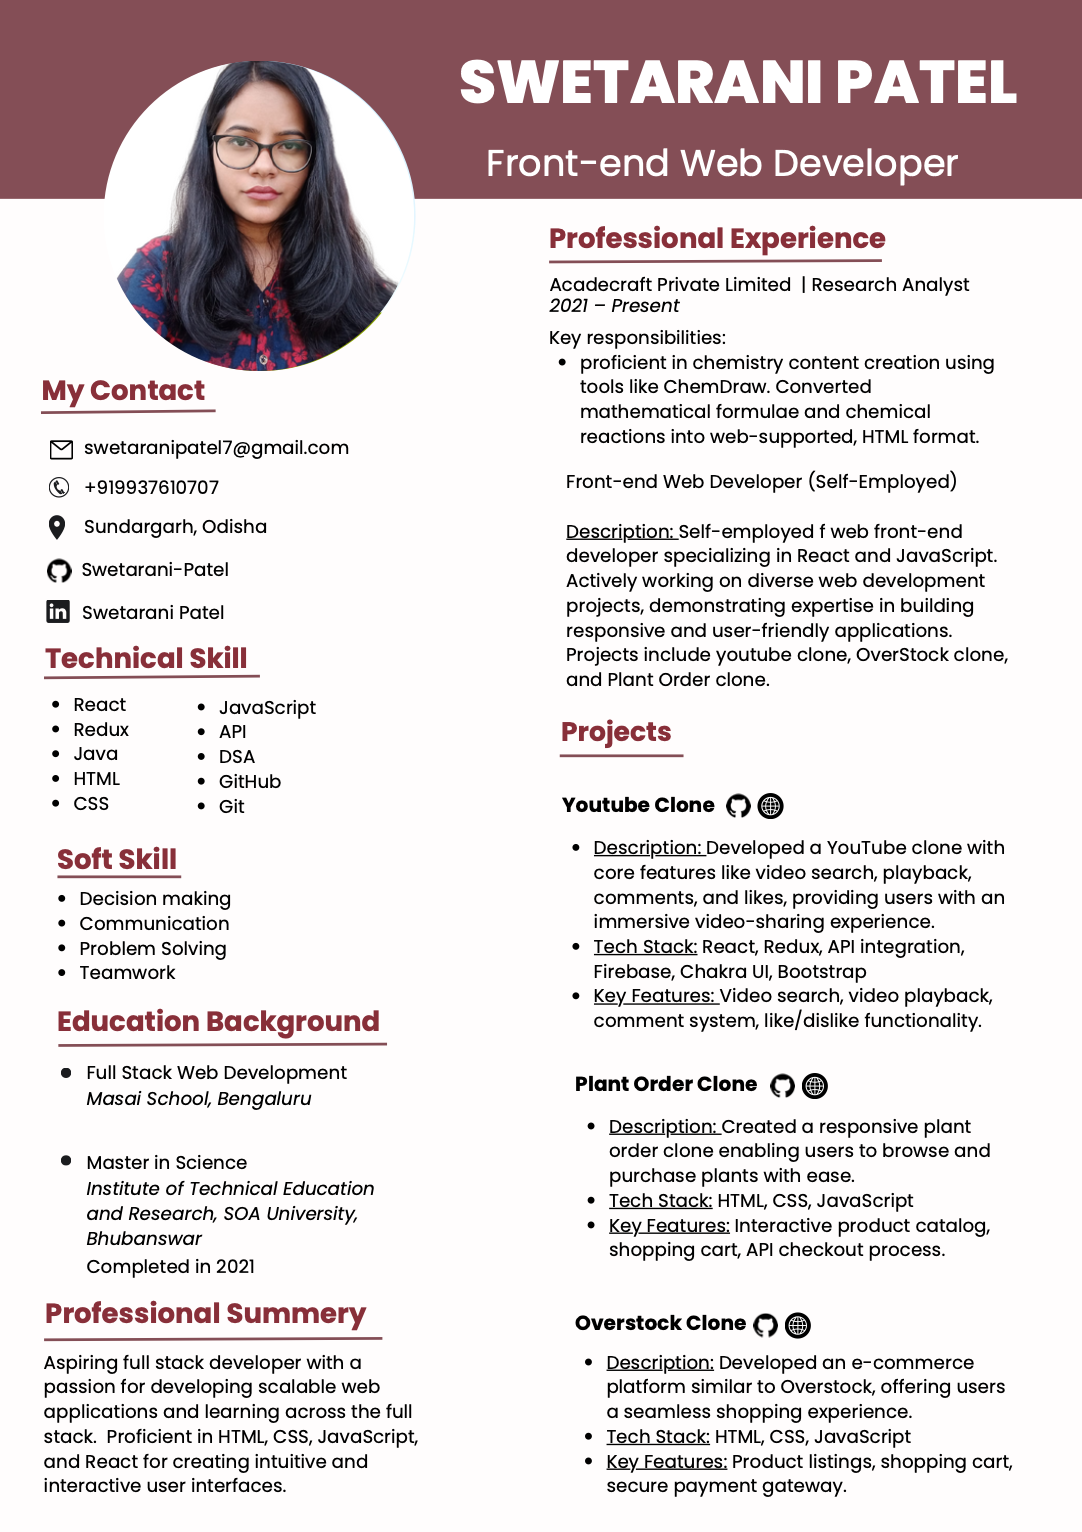 SWETARANI PATEL
Front-end Web Developer
My Contact
swetaranipatel7@gmail.com
+919937610707
Sundargarh, Odisha
Swetarani-Patel
in Swetarani Patel
Technical Skill
• React
• Redux
• Java
• HTML
• CSS
• JavaScript
• API
• DSA
• GitHub
• Git
Soft Skill
• Decision making
• Communication
• Problem Solving
• Teamwork
Education Background
• Full Stack Web Development
Masai School, Bengaluru
• Master in Science
Institute of Technical Education
and Research, SOA University,
Bhubanswar
Completed in 2021
Professional Summery
Aspiring full stack developer with a
passion for developing scalable web
applications and learning across the full
stack. Proficient in HTML, CSS, JavaScript,
and React for creating intuitive and
interactive user interfaces.
Professional Experience
Acadecraft Private Limited | Research Analyst
2021 – Present
Key responsibilities:
• proficient in chemistry content creation using
tools like ChemDraw. Converted
mathematical formulae and chemical
reactions into web-supported, HTML format.
Front-end Web Developer (Self-Employed)
Description: Self-employed f web front-end
developer specializing in React and JavaScript.
Actively working on diverse web development
projects, demonstrating expertise in building
responsive and user-friendly applications.
Projects include youtube clone, OverStock clone,
and Plant Order clone.
Projects
Youtube Clone
• Description: Developed a YouTube clone with
core features like video search, playback,
comments, and likes, providing users with an
immersive video-sharing experience.
• Tech Stack: React, Redux, API integration,
Firebase, Chakra UI, Bootstrap
• Key Features: Video search, video playback,
comment system, like/dislike functionality.
Plant Order Clone
• Description: Created a responsive plant
order clone enabling users to browse and
purchase plants with ease.
• Tech Stack: HTML, CSS, JavaScript
• Key Features: Interactive product catalog,
shopping cart, API checkout process.
Overstock Clone
• Description: Developed an e-commerce
platform similar to Overstock, offering users
a seamless shopping experience.
• Tech Stack: HTML, CSS, JavaScript
• Key Features: Product listings, shopping cart,
secure payment gateway.